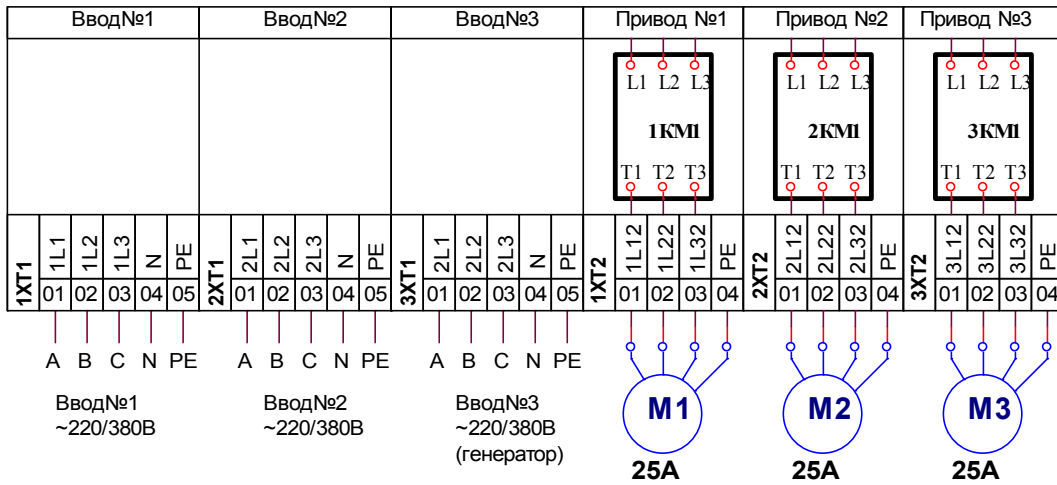 Ввод№1 Ввод№2 Ввод№3 Привод №1 Привод №2 Привод №3
L1 L2 L3 L1 L2 L3 L1 L2 L3
1КМ1 2КМ1 3КМ1
T1 T2 T3 T1 T2 T3 T1 T2 T3
1XT1 1L1 1L2 1L3 N PE 2XT1 2L1 2L2 2L3 N PE 3XT1 2L1 2L2 2L3 N PE 1XT2 1L12 1L22 1L32 PE 2XT2 2L12 2L22 2L32 PE 3XT2 3L12 3L22 3L32 PE
01 02 03 04 05 01 02 03 04 05 01 02 03 04 05 01 02 03 04 01 02 03 04 01 02 03 04
A B C N PE A B C N PE A B C N PE
Ввод№1 Ввод№2 Ввод№3
~220/380В ~220/380В ~220/380В
(генератор)
M1 M2 M3
25A 25A 25A